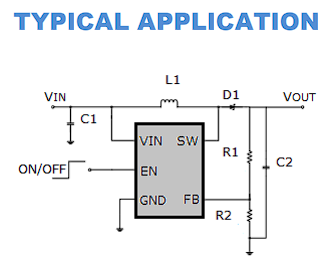 TYPICAL APPLICATION
L1
VIN
D1
VOUT
C1
VIN SW
R1
C2
ON/OFF
EN
GND
FB
R2